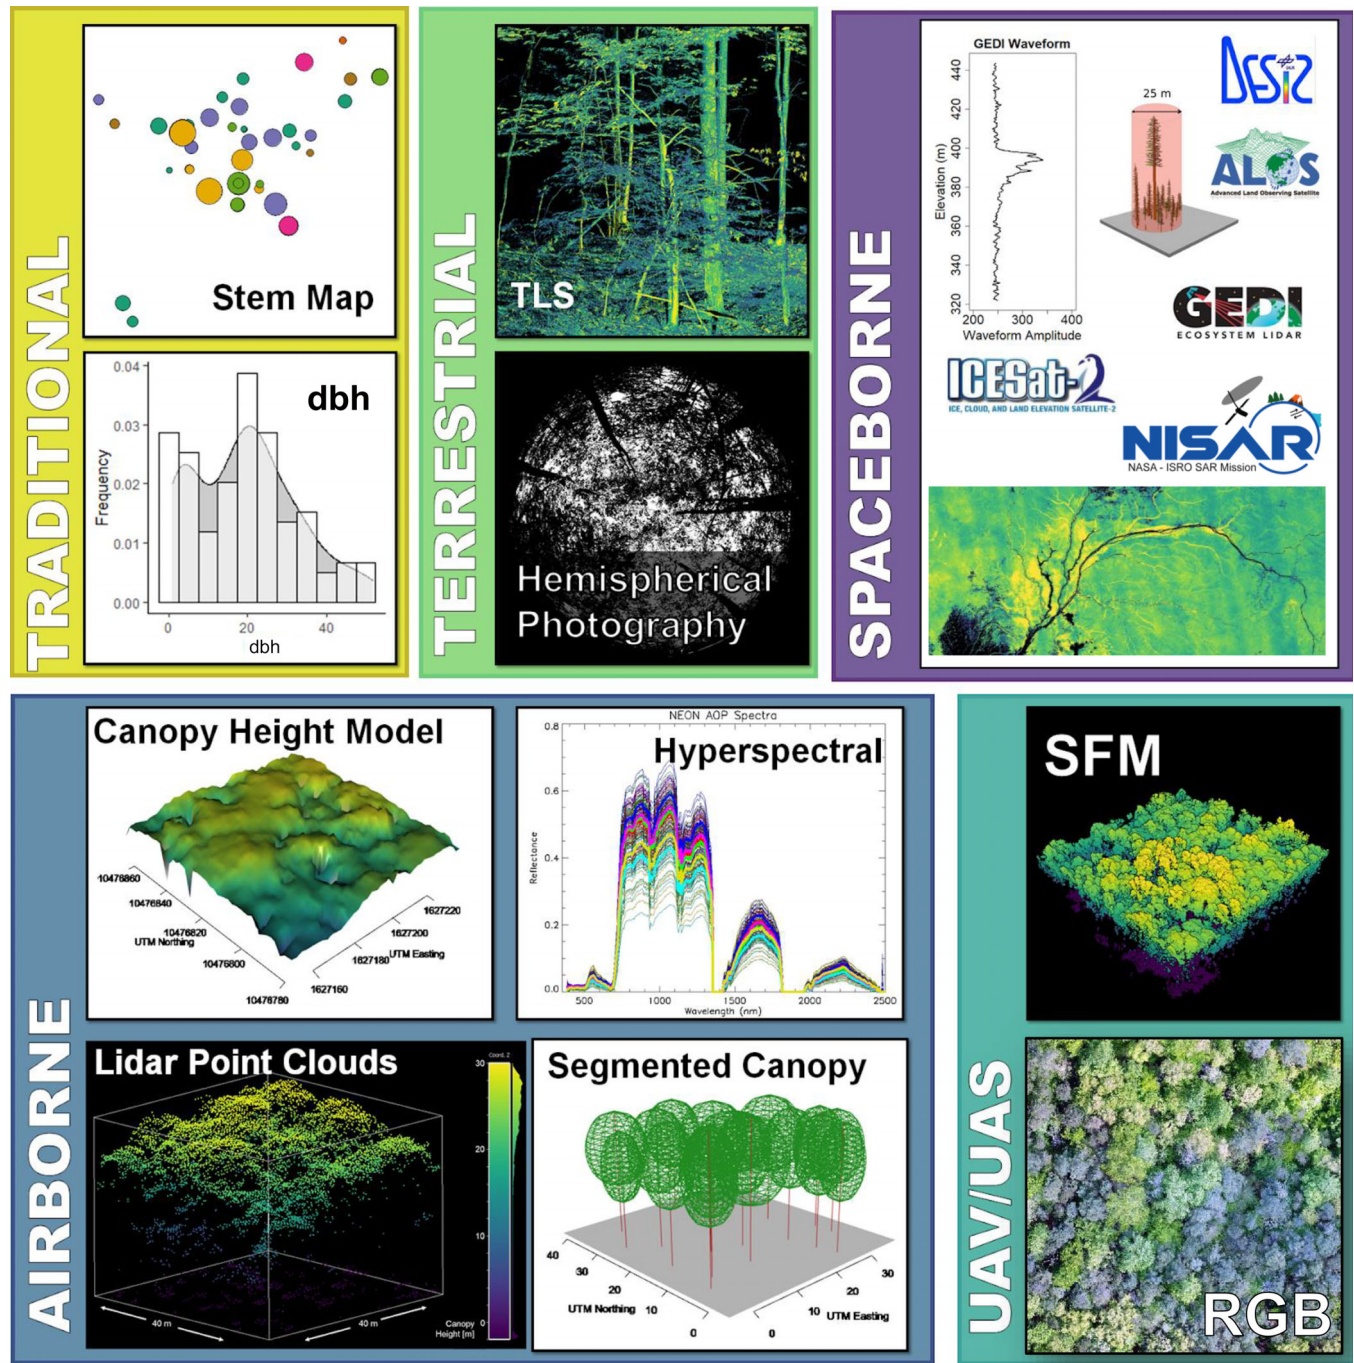 TRADITIONAL
Stem Map
dbh
0.04
0.03
0.02
0.01
0.00
Frequency
0
20
40
dbh
TERRESTRIAL
TLS
Hemispherical
Photography
SPACEBORNE
GEDI Waveform
440
420
400
380
360
340
320
Elevation (m)
200
300
400
Waveform Amplitude
25 m
DESIS
DLR
ALOS
Advanced Land Observing Satellite
GEDI
ECOSYSTEM LIDAR
ICESat-2
ICE, CLOUD, AND LAND ELEVATION SATELLITE-2
NISAR
NASA - ISRO SAR Mission
AIRBORNE
Canopy Height Model
10476860
10476840
10476820
10476800
10476780
UTM Northing
1627220
1627200
1627180
1627160
UTM Easting
NEON AOP Spectra
Hyperspectral
0.8
0.6
0.4
0.2
0.0
Reflectance
500
1000
1500
2000
2500
Wavelength (nm)
Lidar Point Clouds
Coord. Z
30
20
10
0
40 m
40 m
Canopy
Height [m]
Segmented Canopy
40
30
20
10
0
UTM Northing
0
10
20
30
UTM Easting
UAV/UAS
SFM
RGB